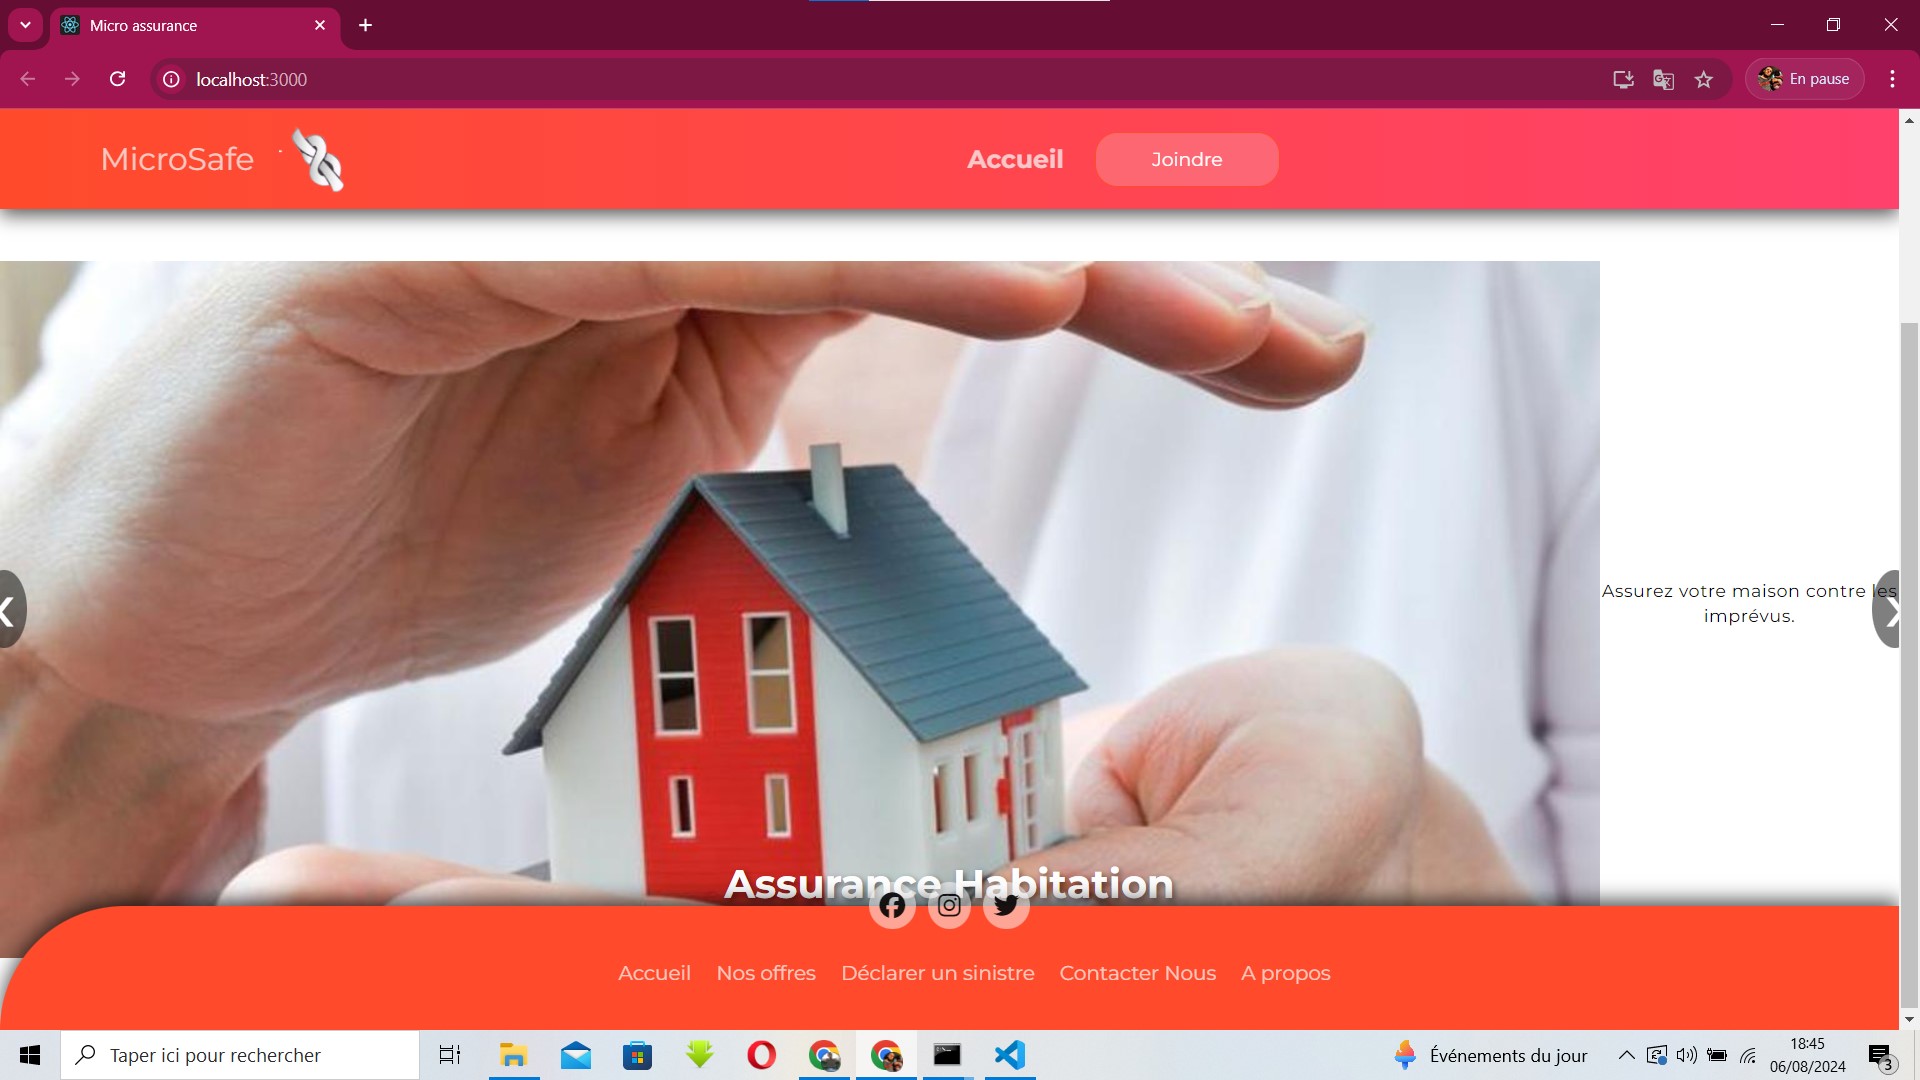 Micro assurance
localhost:3000
En pause
MicroSafe
Accueil
Joindre
Assurez votre maison contre les
imprévus.
Assurance Habitation
Accueil
Nos offres
Déclarer un sinistre
Contacter Nous
A propos
Taper ici pour rechercher
Événements du jour
18:45
06/08/2024
3